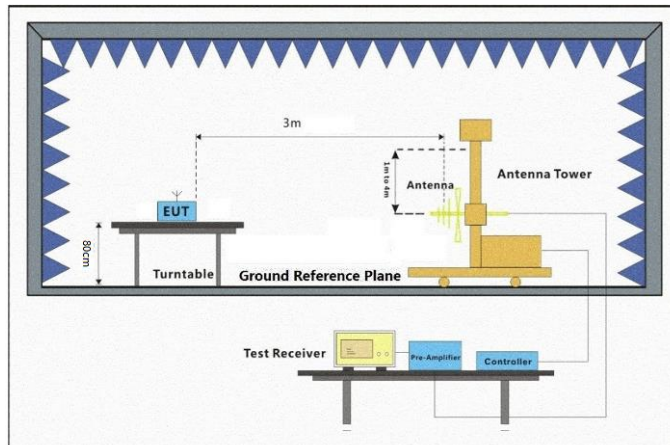 3m
1m to 4m
Antenna
Antenna Tower
EUT
80cm
Turntable
Ground Reference Plane
Test Receiver
Pre-Amplifier
Controller